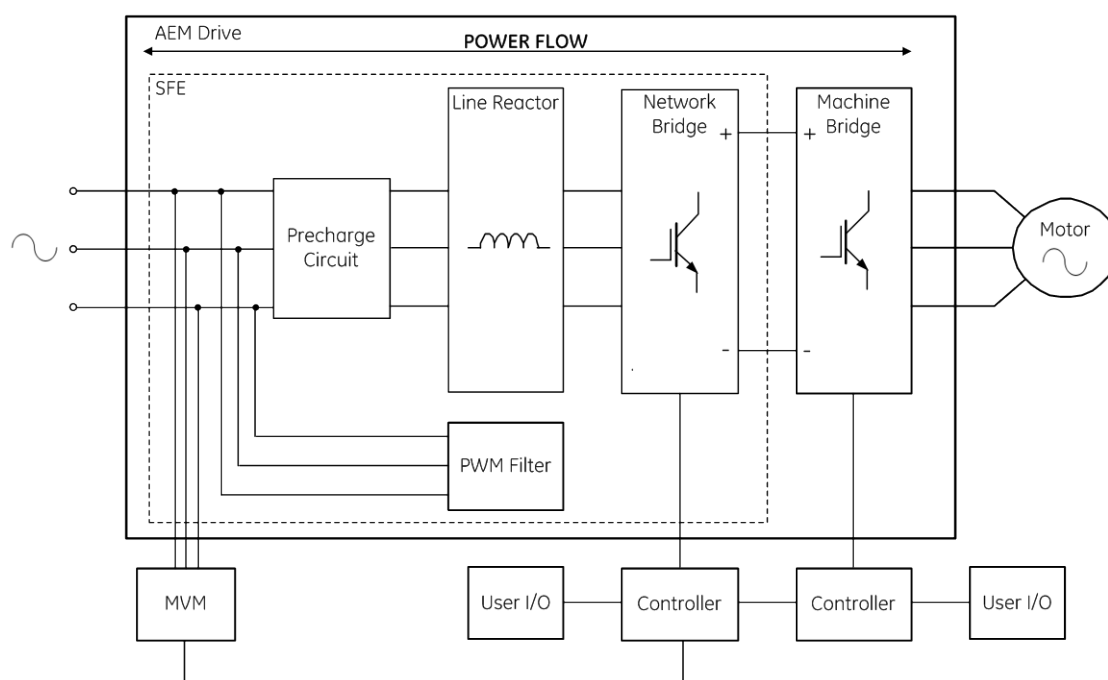 AEM Drive
POWER FLOW
SFE
Line Reactor
Network
Bridge
Machine
Bridge
+
+
Precharge
Circuit
Motor
-
-
PWM Filter
MVM
User I/O
Controller
Controller
User I/O